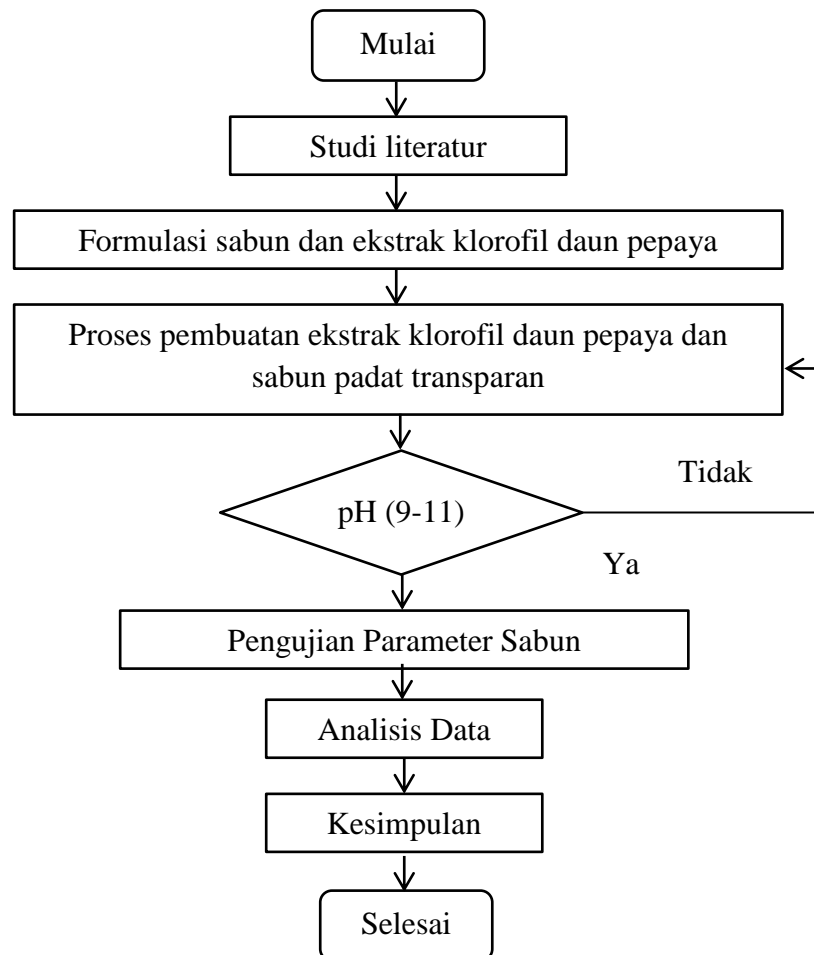 Mulai
Studi literatur
Formulasi sabun dan ekstrak klorofil daun pepaya
Proses pembuatan ekstrak klorofil daun pepaya dan
sabun padat transparan
Tidak
pH (9-11)
Ya
Pengujian Parameter Sabun
Analisis Data
Kesimpulan
Selesai